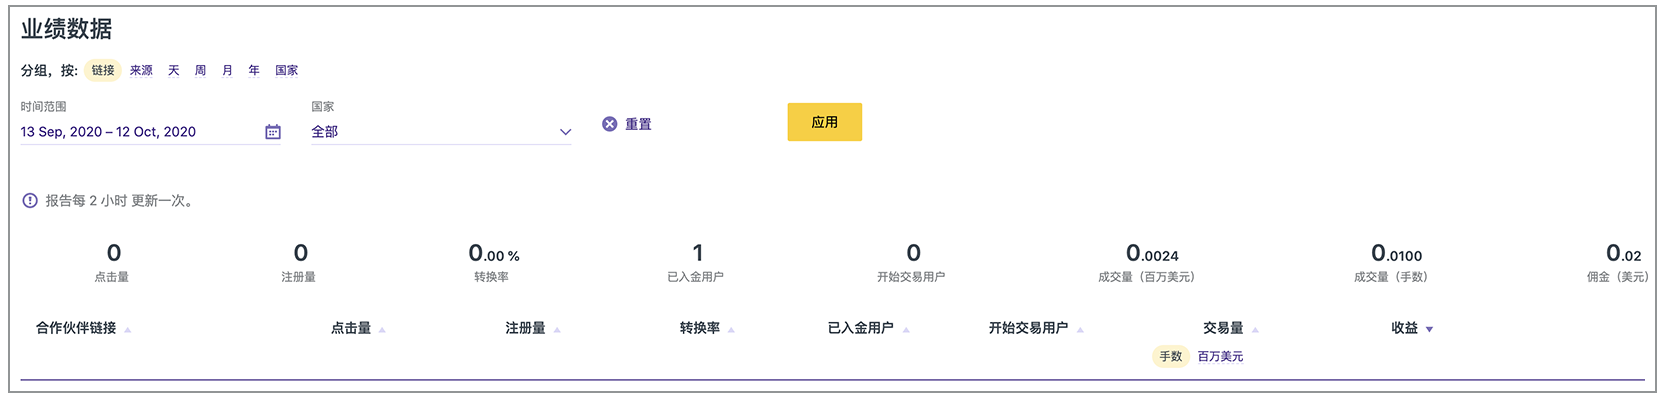 业绩数据
分组，按: 链接 来源 天 周 月 年 国家
时间范围 国家
13 Sep, 2020 – 12 Oct, 2020 全部 重置 应用
报告每 2 小时 更新一次。
0 0 0.00 % 1 0 0.0024 0.0100 0.02
点击量 注册量 转换率 已入金用户 开始交易用户 成交量（百万美元） 成交量（手数） 佣金（美元）
合作伙伴链接 点击量 注册量 转换率 已入金用户 开始交易用户 交易量 收益
手数 百万美元